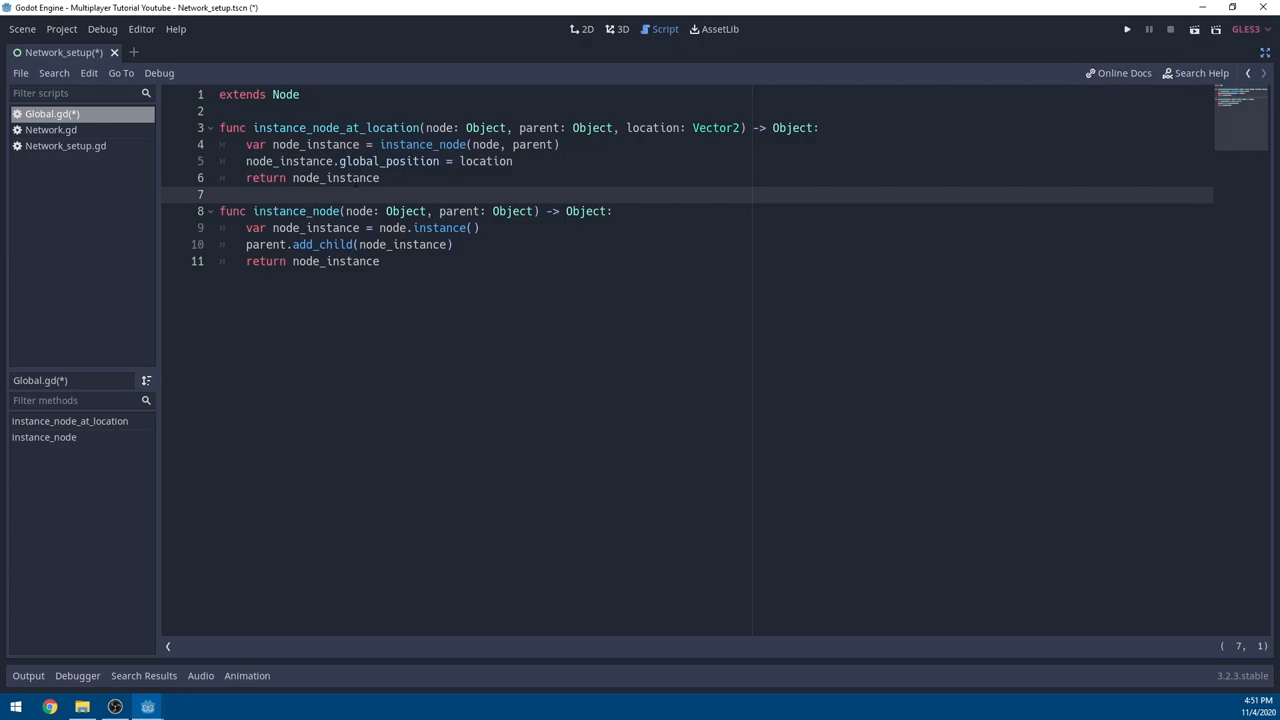 Godot Engine - Multiplayer Tutorial Youtube - Network_setup.tscn (*)
Scene Project Debug Editor Help 2D 3D Script AssetLib GLES3
Network_setup(*)
File Search Edit Go To Debug Online Docs Search Help
Filter scripts
Global.gd(*)
Network.gd
Network_setup.gd
Global.gd(*)
Filter methods
instance_node_at_location
instance_node
1 extends Node
2
3 func instance_node_at_location(node: Object, parent: Object, location: Vector2) -> Object:
4 var node_instance = instance_node(node, parent)
5 node_instance.global_position = location
6 return node_instance
7
8 func instance_node(node: Object, parent: Object) -> Object:
9 var node_instance = node.instance()
10 parent.add_child(node_instance)
11 return node_instance
( 7, 1)
Output Debugger Search Results Audio Animation 3.2.3.stable
4:51 PM
11/4/2020